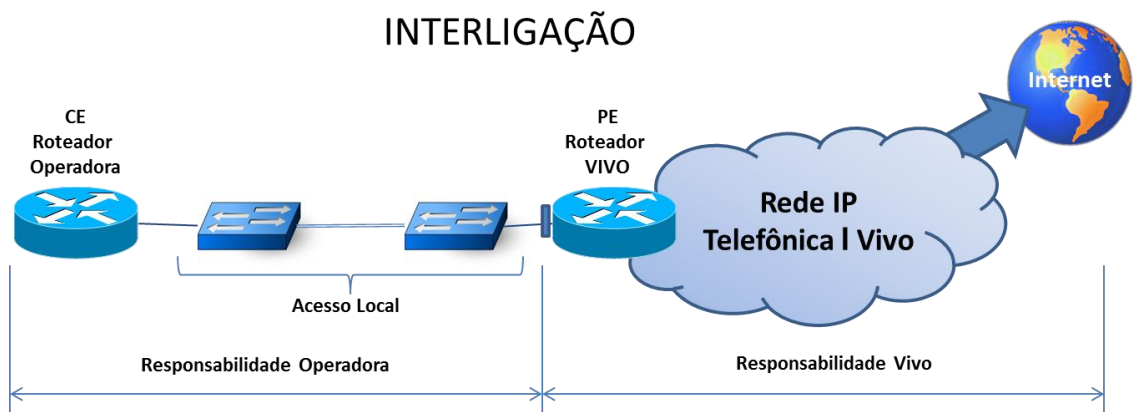 INTERLIGAÇÃO
CE
Roteador
Operadora
PE
Roteador
VIVO
Internet
Rede IP
Telefônica l Vivo
Acesso Local
Responsabilidade Operadora
Responsabilidade Vivo